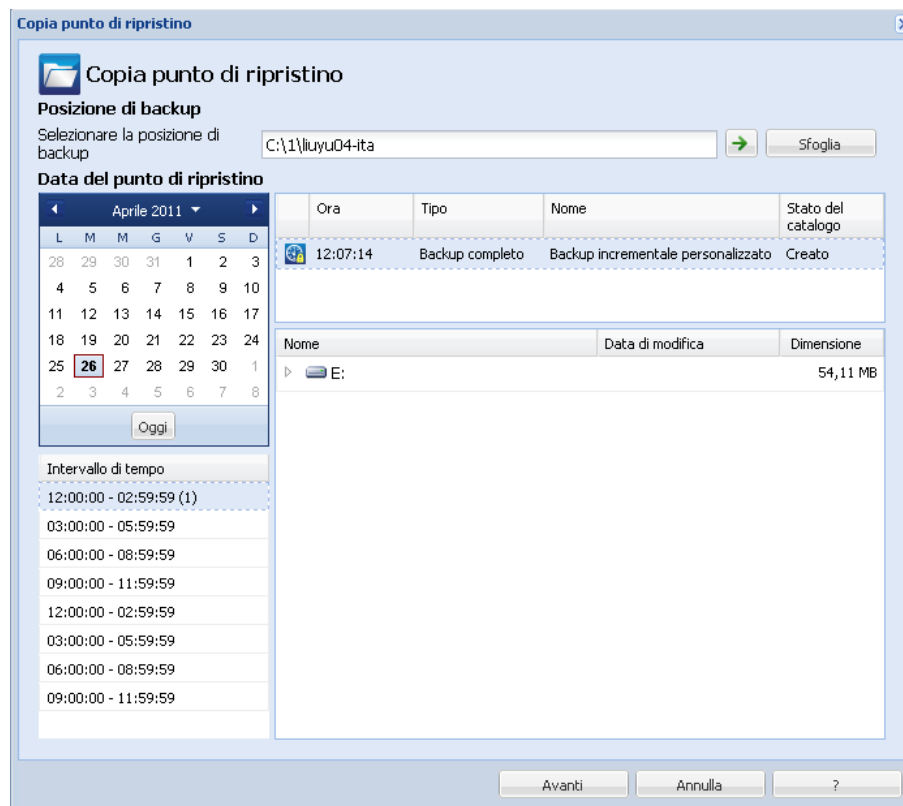 Copia punto di ripristino
Copia punto di ripristino
Posizione di backup
Selezionare la posizione di
backup
C:\1\liuyu04-ita
Sfoglia
Data del punto di ripristino
Aprile 2011
L M M G V S D
28 29 30 31 1 2 3
4 5 6 7 8 9 10
11 12 13 14 15 16 17
18 19 20 21 22 23 24
25 26 27 28 29 30 1
2 3 4 5 6 7 8
Oggi
Intervallo di tempo
12:00:00 - 02:59:59 (1)
03:00:00 - 05:59:59
06:00:00 - 08:59:59
09:00:00 - 11:59:59
12:00:00 - 02:59:59
03:00:00 - 05:59:59
06:00:00 - 08:59:59
09:00:00 - 11:59:59
Ora Tipo Nome Stato del
catalogo
12:07:14 Backup completo Backup incrementale personalizzato Creato
Nome Data di modifica Dimensione
E: 54,11 MB
Avanti Annulla ?